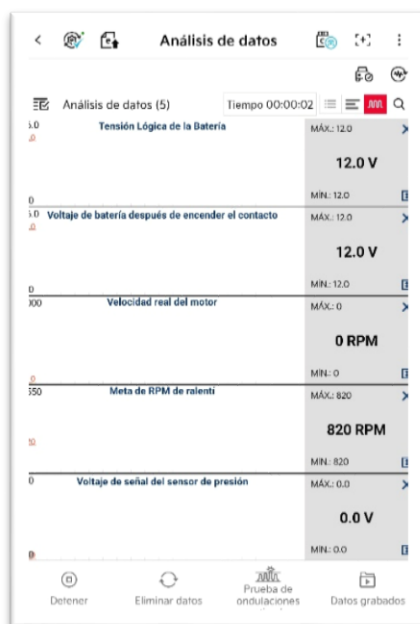 Análisis de datos
Análisis de datos (5)
Tiempo 00:00:02
Tensión Lógica de la Batería
MÁX.: 12.0
12.0 V
MÍN.: 12.0
0
Voltaje de batería después de encender el contacto
MÁX.: 12.0
12.0 V
MÍN.: 12.0
0
Velocidad real del motor
MÁX.: 0
0 RPM
MÍN.: 0
Meta de RPM de ralentí
MÁX.: 820
820 RPM
MÍN.: 820
0
Voltaje de señal del sensor de presión
MÁX.: 0.0
0.0 V
MÍN.: 0.0
Detener
Eliminar datos
Prueba de
ondulaciones
Datos grabados